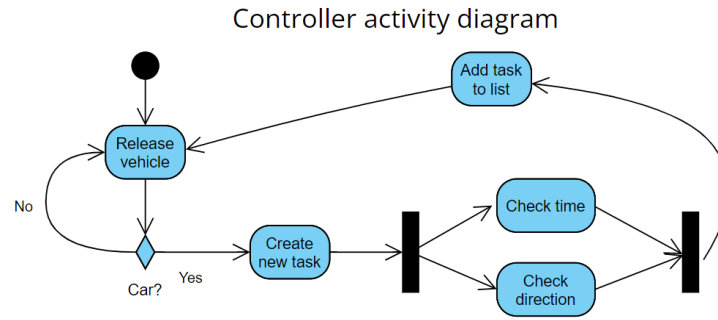 Controller activity diagram
Add task
to list
Release
vehicle
No
Check time
Create
new task
Yes
Car?
Check
direction